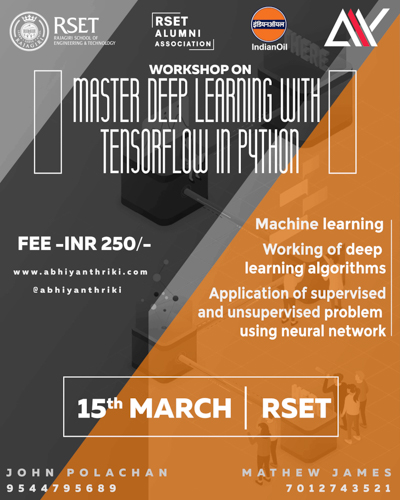 RSET
RAJAGIRI SCHOOL OF
ENGINEERING & TECHNOLOGY
RAJAGIRI
RSET
ALUMNI
ASSOCIATION
इंडियनऑयल
IndianOil
HERE
WORKSHOP ON
MASTER DEEP LEARNING WITH
TENSORFLOW IN PYTHON
FEE -INR 250/-
www.abhiyanthriki.com
@abhiyanthriki
Machine learning
Working of deep
learning algorithms
Application of supervised
and unsupervised problem
using neural network
15th MARCH | RSET
JOHN POLACHAN
9544795689
MATHEW JAMES
7012743521